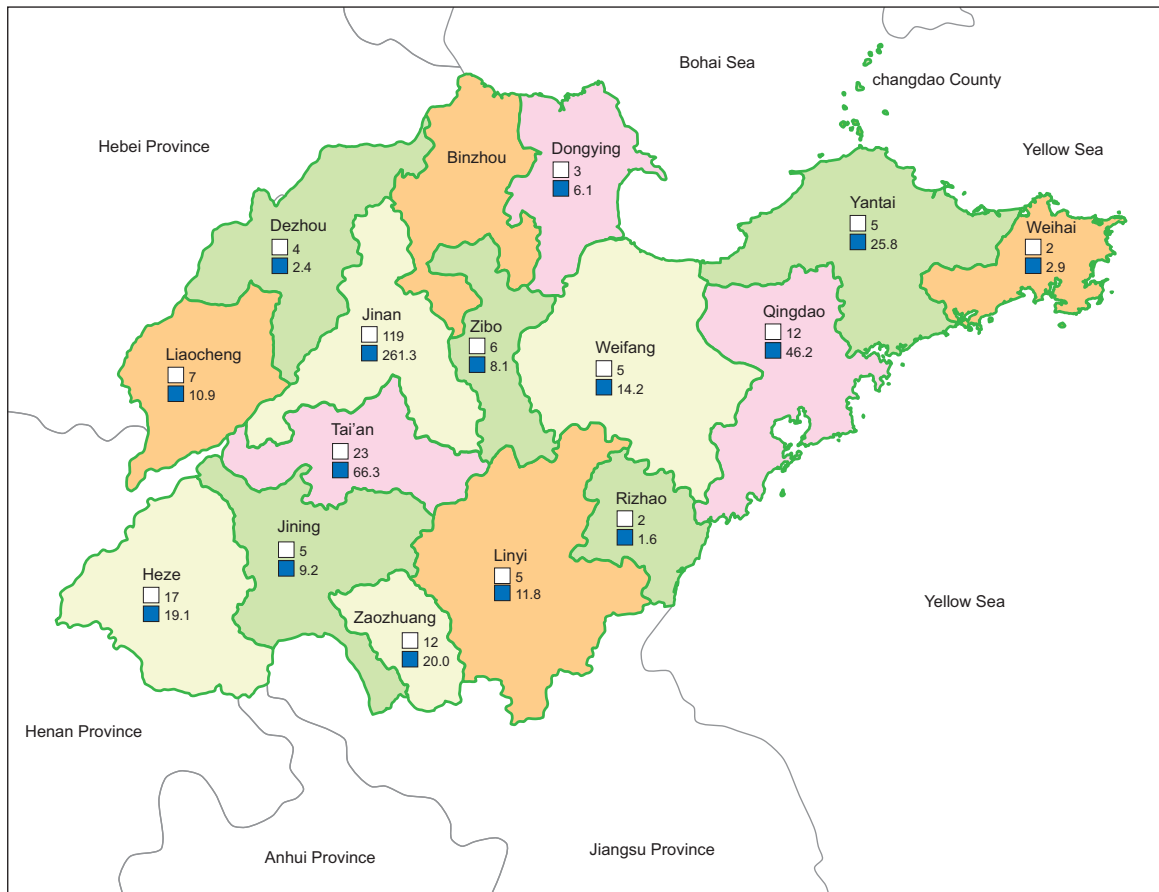 Bohai Sea
changdao County
Hebei Province
Yellow Sea
Binzhou
Dongying
3
6.1
Yantai
5
25.8
Weihai
2
2.9
Dezhou
4
2.4
Jinan
119
261.3
Zibo
6
8.1
Qingdao
12
46.2
Weifang
5
14.2
Liaocheng
7
10.9
Tai'an
23
66.3
Rizhao
2
1.6
Jining
5
9.2
Linyi
5
11.8
Heze
17
19.1
Zaozhuang
12
20.0
Yellow Sea
Henan Province
Anhui Province
Jiangsu Province